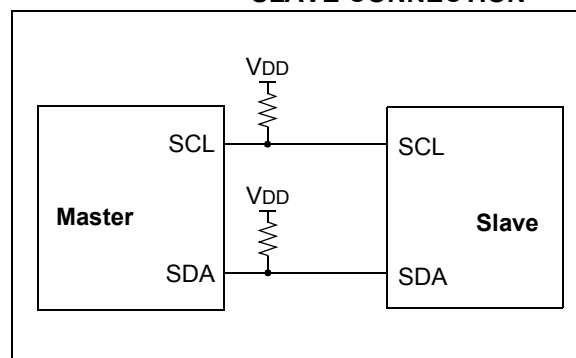 SLAVE CONNECTION
VDD
SCL
SCL
VDD
Master
Slave
SDA
SDA